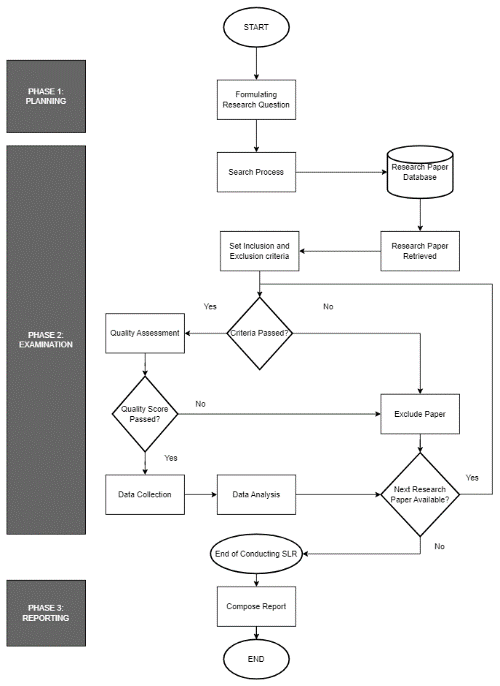 START
PHASE 1:
PLANNING
Formulating
Research Question
Search Process
Research Paper
Database
Set Inclusion and
Exclusion criteria
Research Paper
Retrieved
Yes
No
PHASE 2:
EXAMINATION
Quality Assessment
Criteria Passed?
Quality Score
Passed?
No
Exclude Paper
Yes
Yes
Data Collection
Data Analysis
Next Research
Paper Available?
No
End of Conducting SLR
PHASE 3:
REPORTING
Compose Report
END